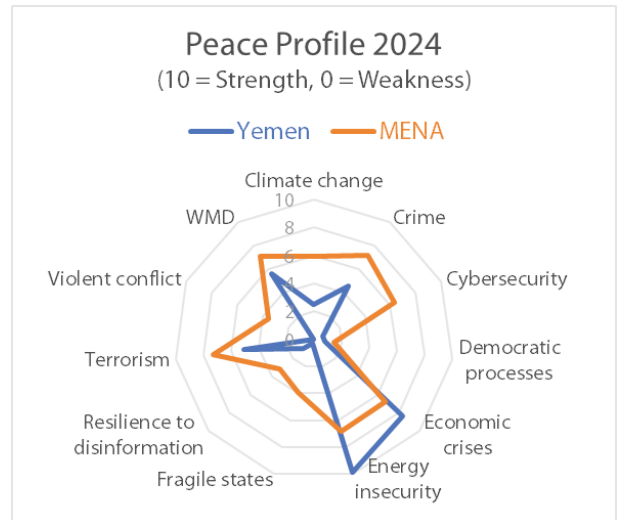 Peace Profile 2024
(10 = Strength, 0 = Weakness)
Yemen MENA
Climate change
10
8
6
4
2
0
Crime
Cybersecurity
Democratic
processes
Economic
crises
Energy
insecurity
Fragile states
Resilience to
disinformation
Terrorism
Violent conflict
WMD